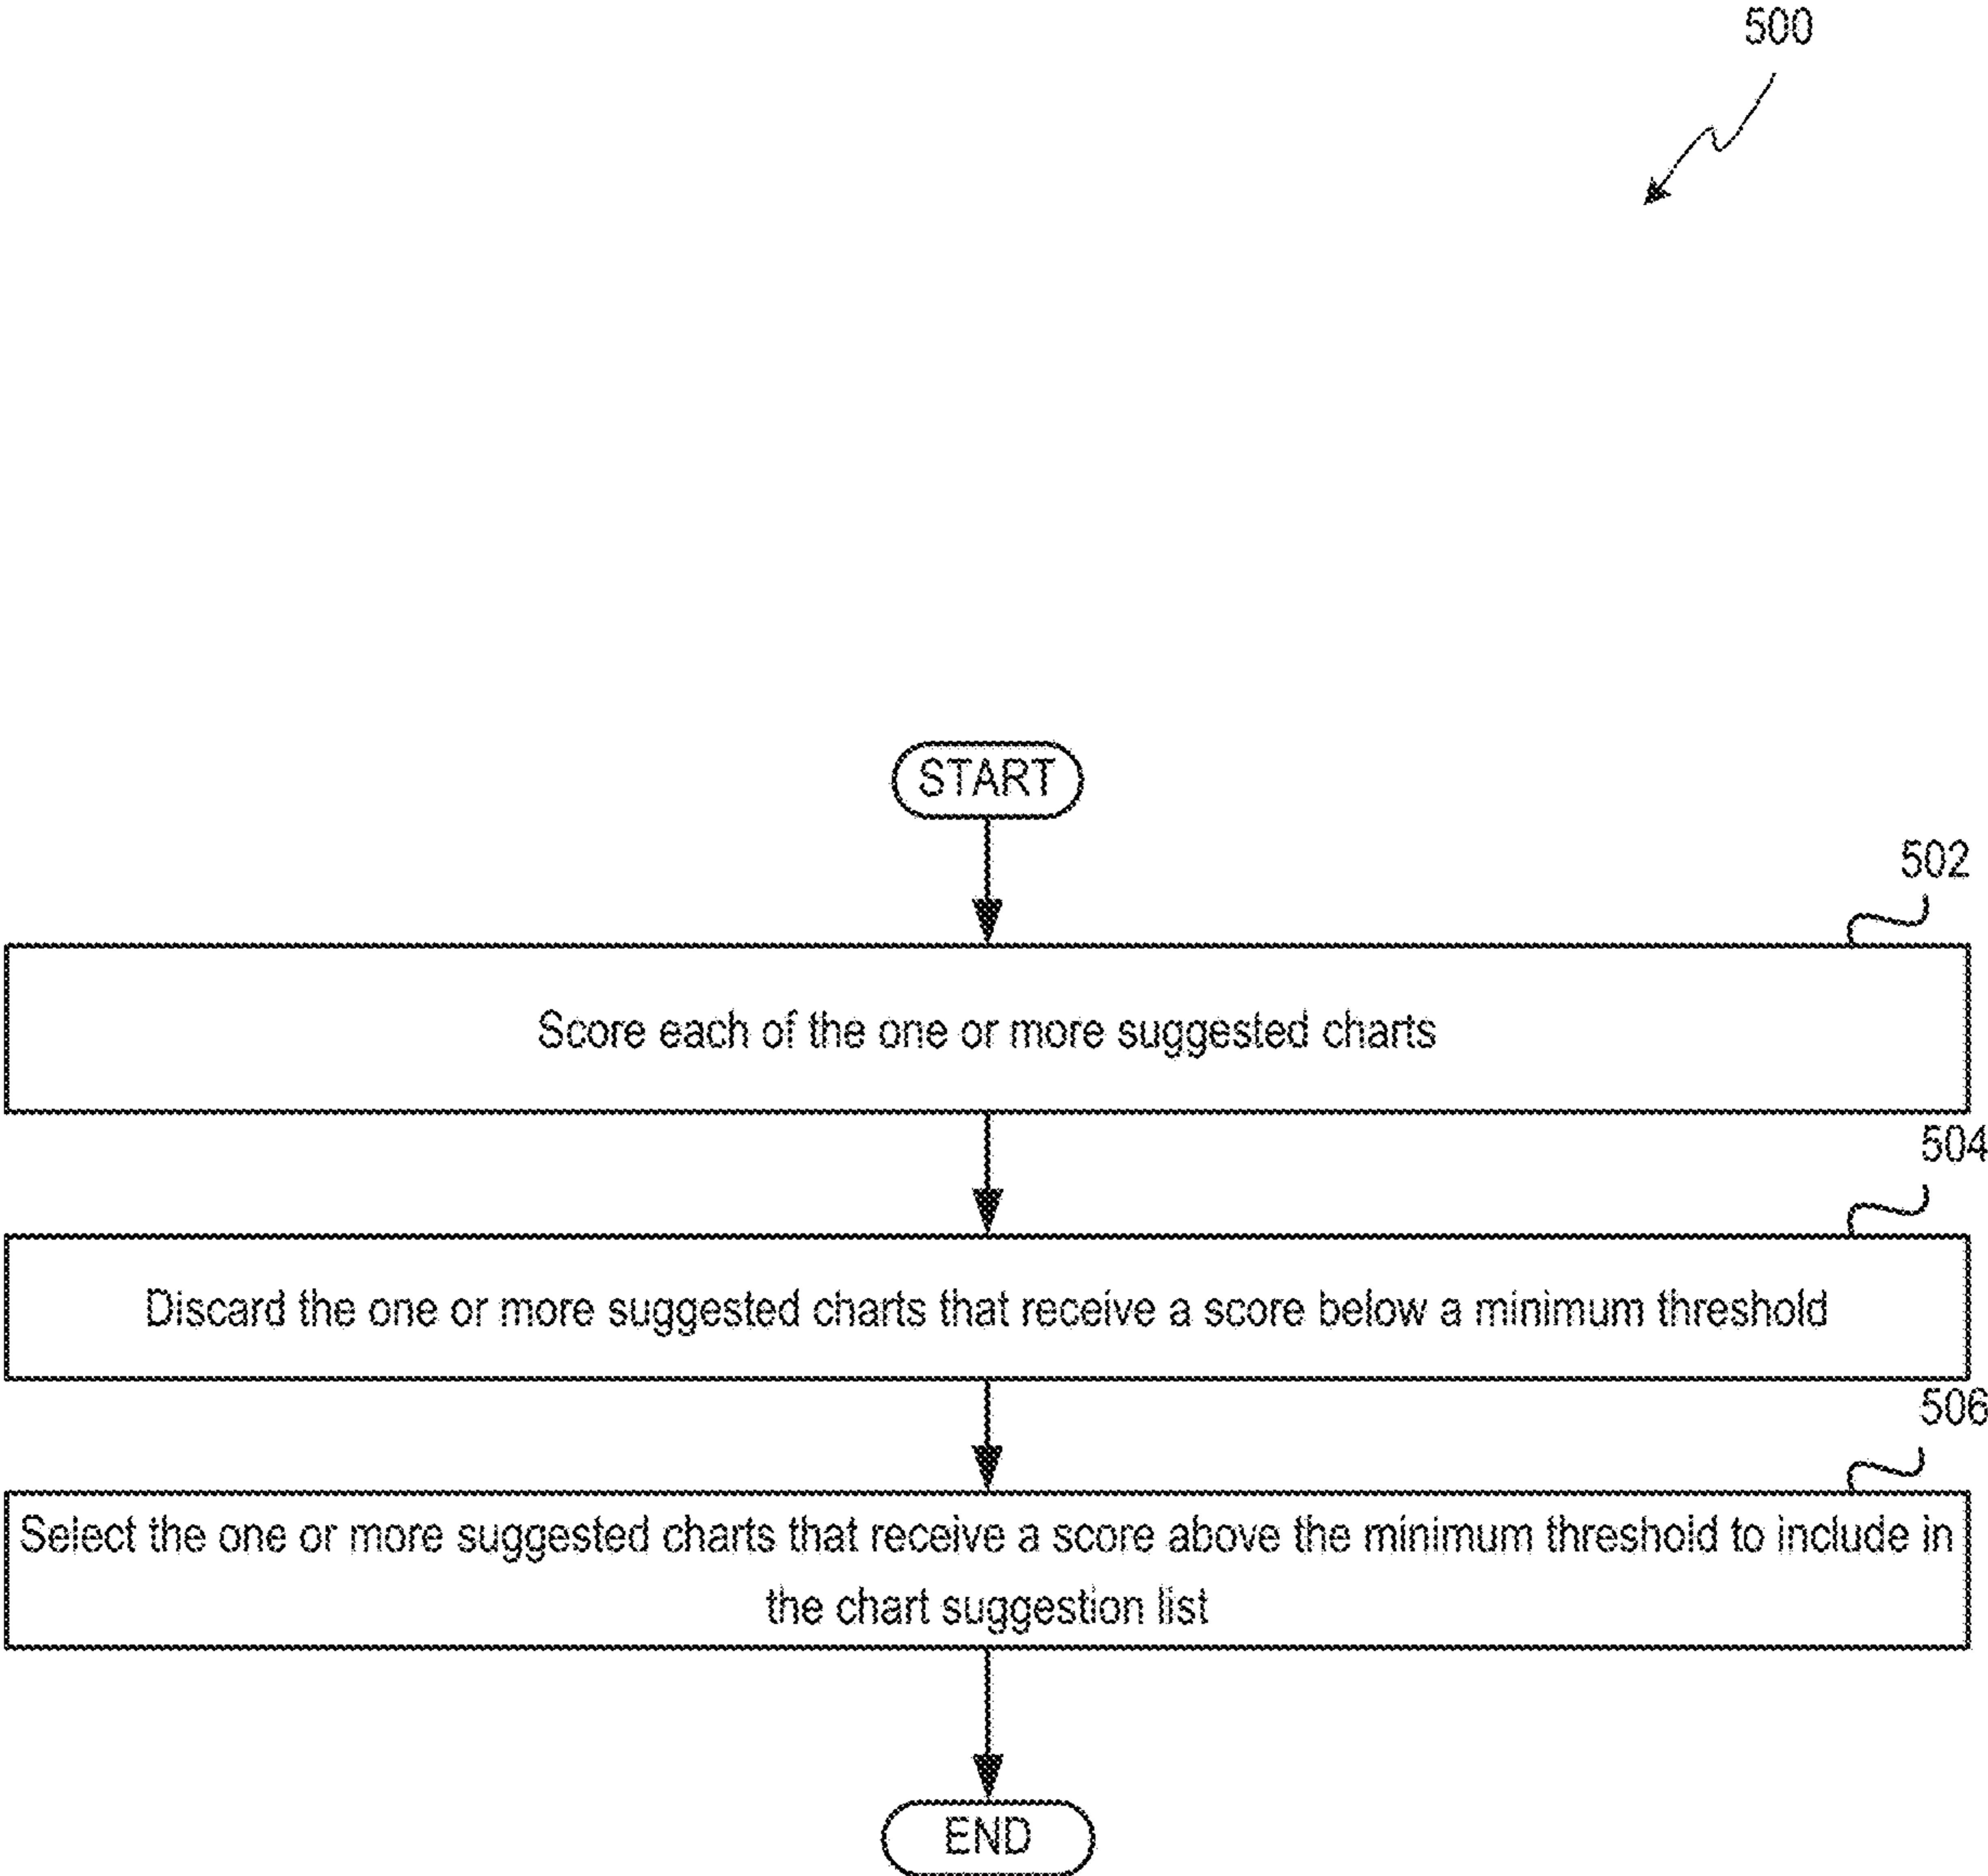 500
START
502
Score each of the one or more suggested charts
504
Discard the one or more suggested charts that receive a score below a minimum threshold
506
Select the one or more suggested charts that receive a score above the minimum threshold to include in
the chart suggestion list
END